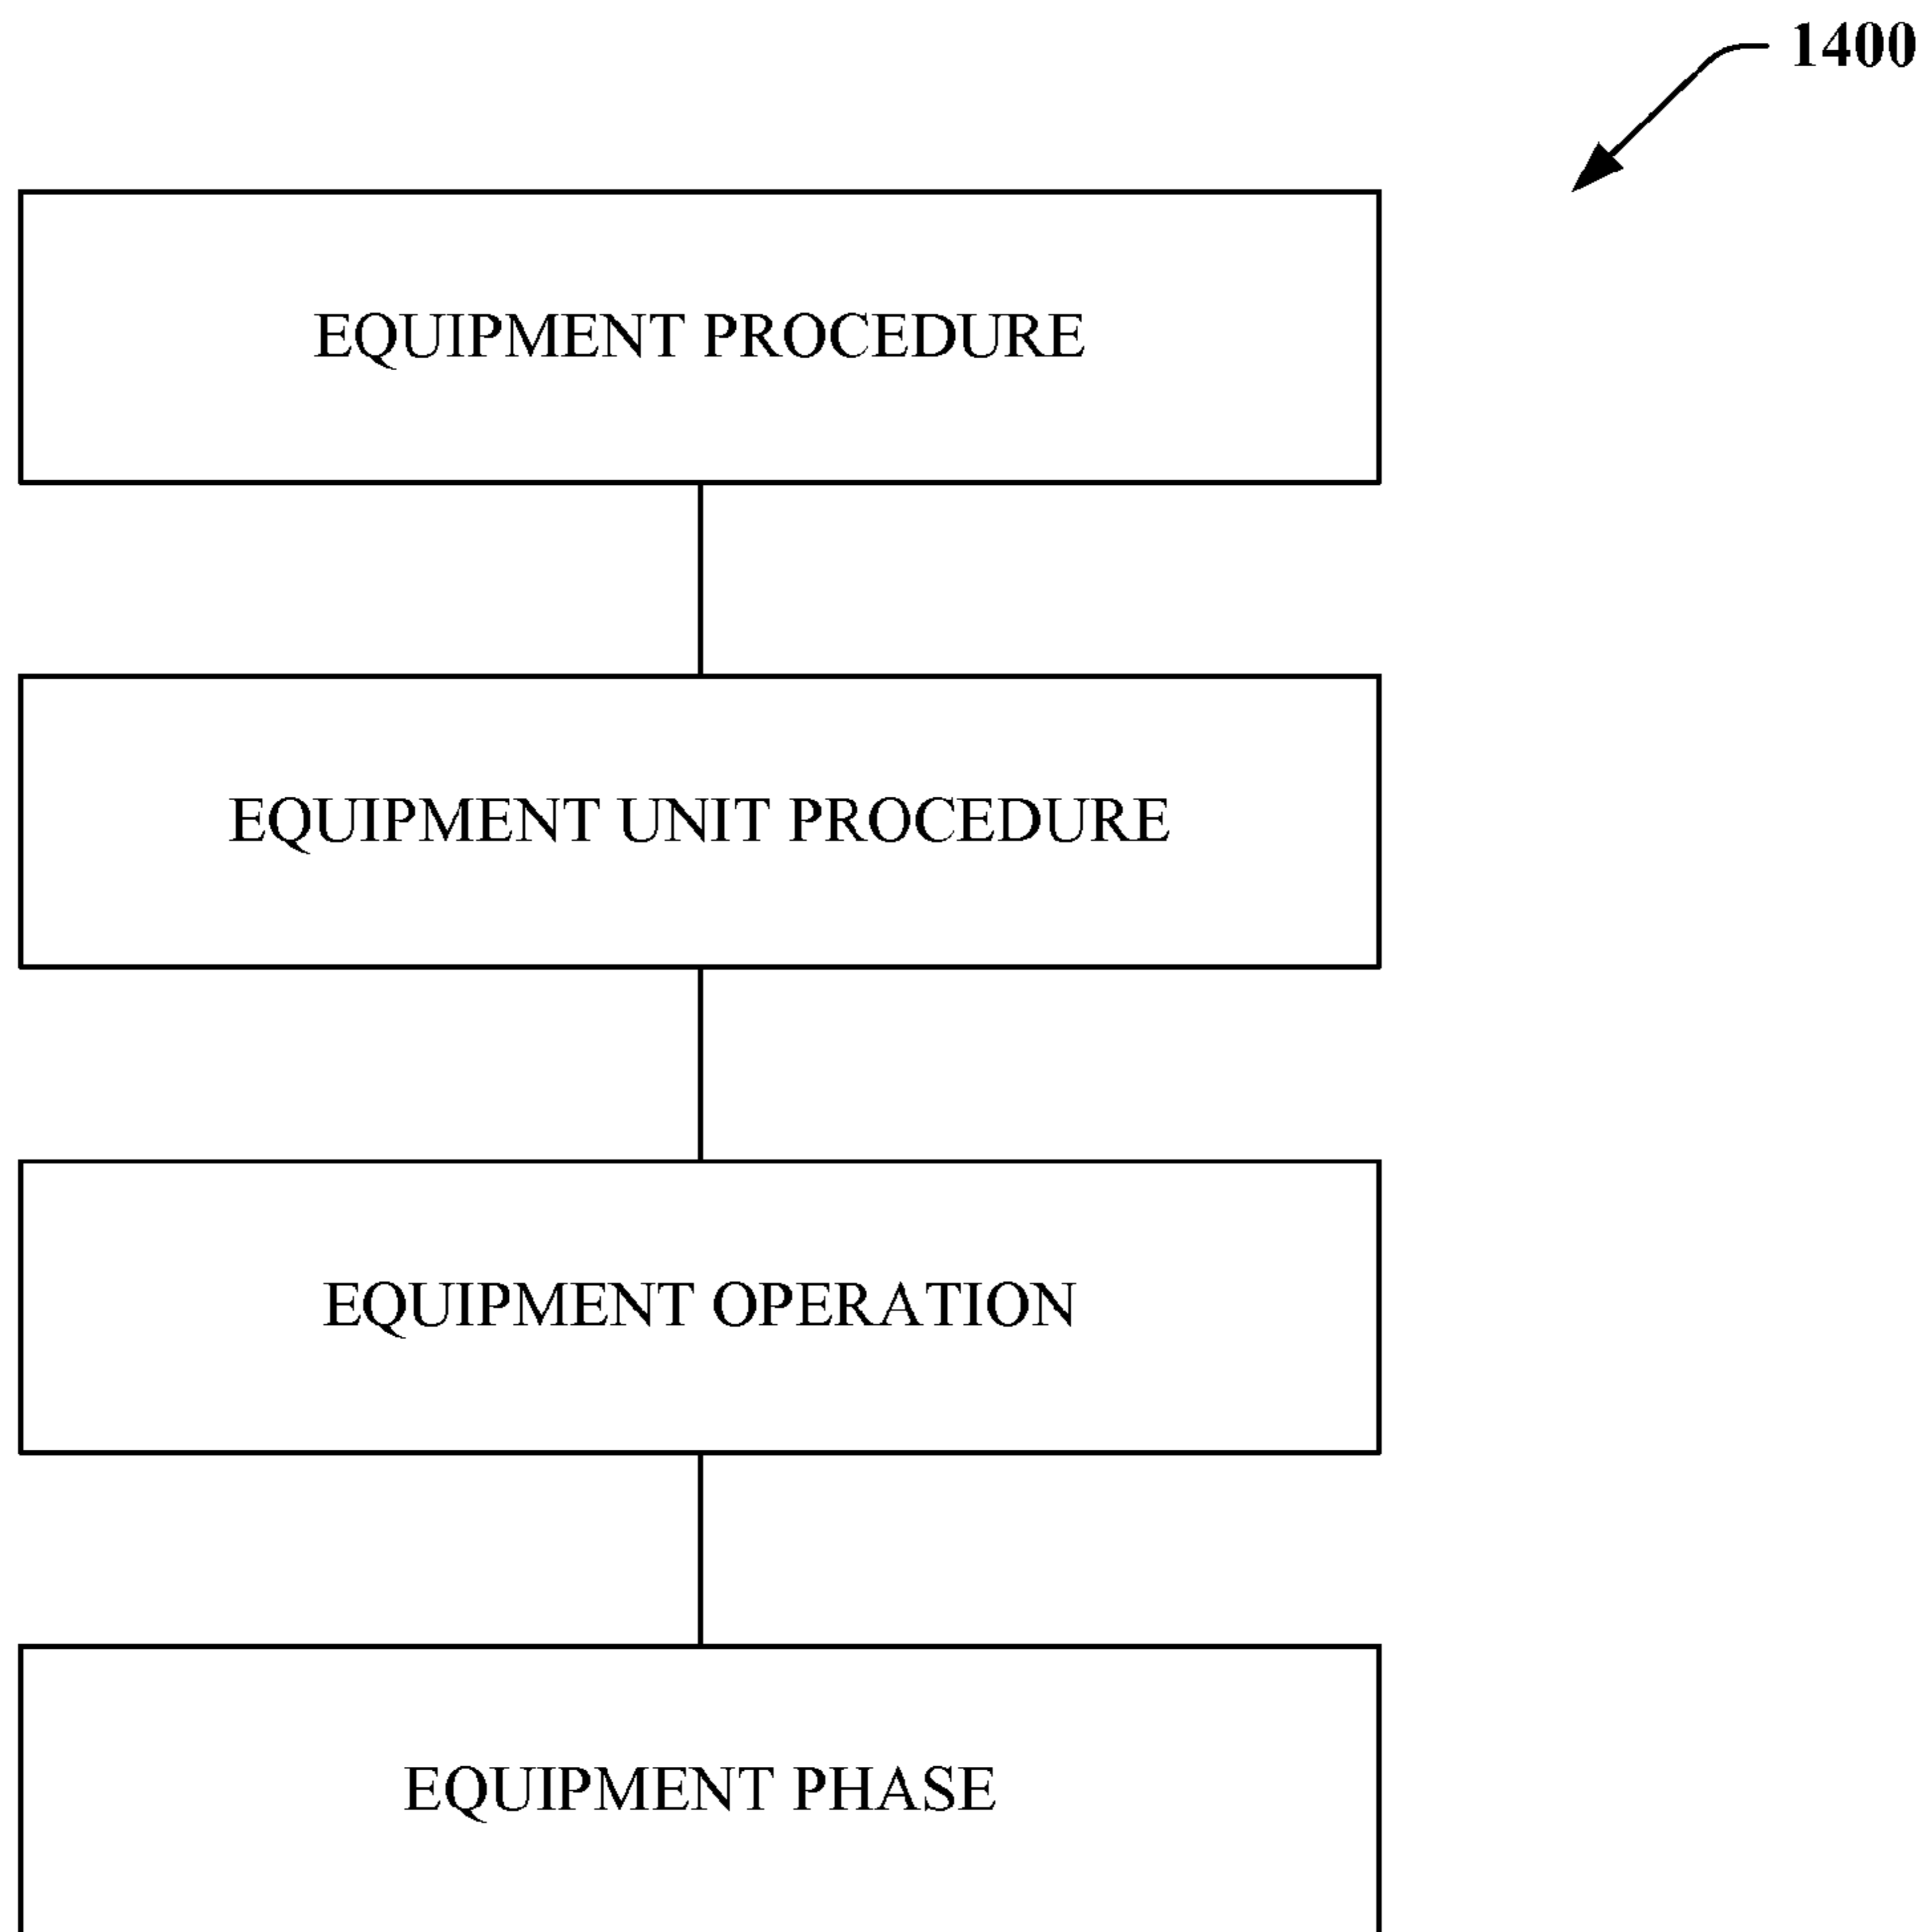 1400
EQUIPMENT PROCEDURE
EQUIPMENT UNIT PROCEDURE
EQUIPMENT OPERATION
EQUIPMENT PHASE